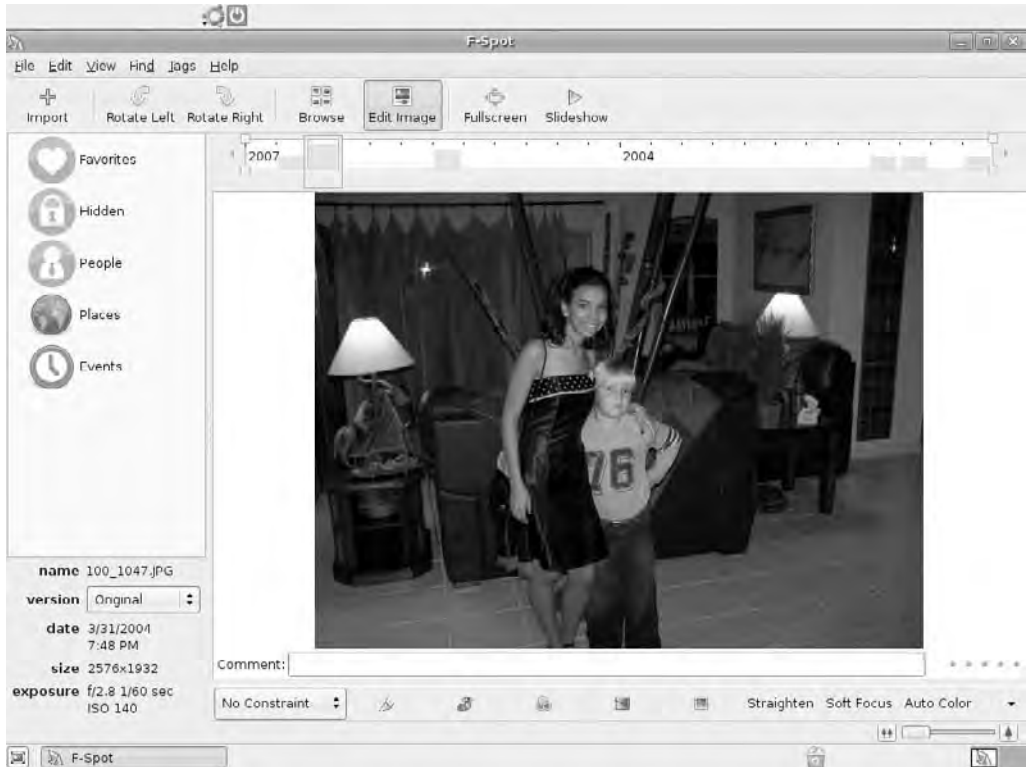 F-Spot
File Edit View Find Tags Help
Import Rotate Left Rotate Right Browse Edit Image Fullscreen Slideshow
2007 2004
Favorites
Hidden
People
Places
Events
76
name 100_1047.JPG
version Original
date 3/31/2004
7:48 PM
size 2576x1932
exposure f/2.8 1/60 sec
ISO 140
Comment:
No Constraint Straighten Soft Focus Auto Color
F-Spot